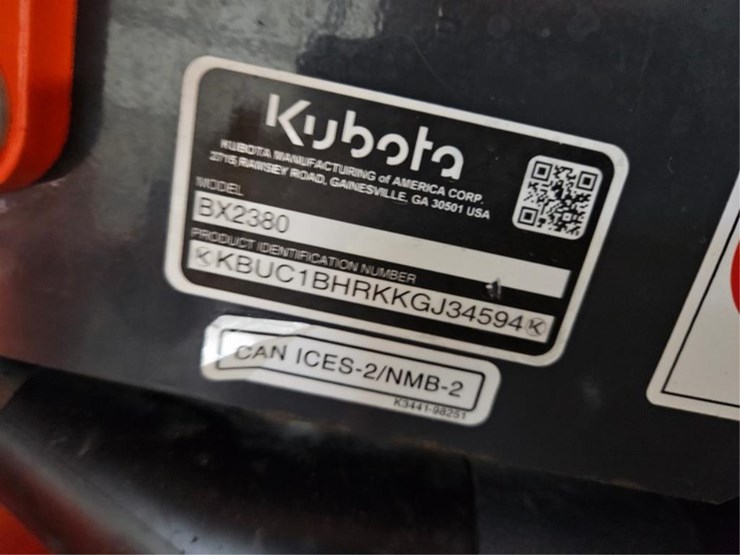 Kubota
KUBOTA MANUFACTURING of AMERICA CORP.
2715 RAMSEY ROAD, GAINESVILLE, GA 30501 USA
MODEL
BX2380
PRODUCT IDENTIFICATION NUMBER
KBUC1BHRKKGJ34594
CAN ICES-2/NMB-2
K3441-98251